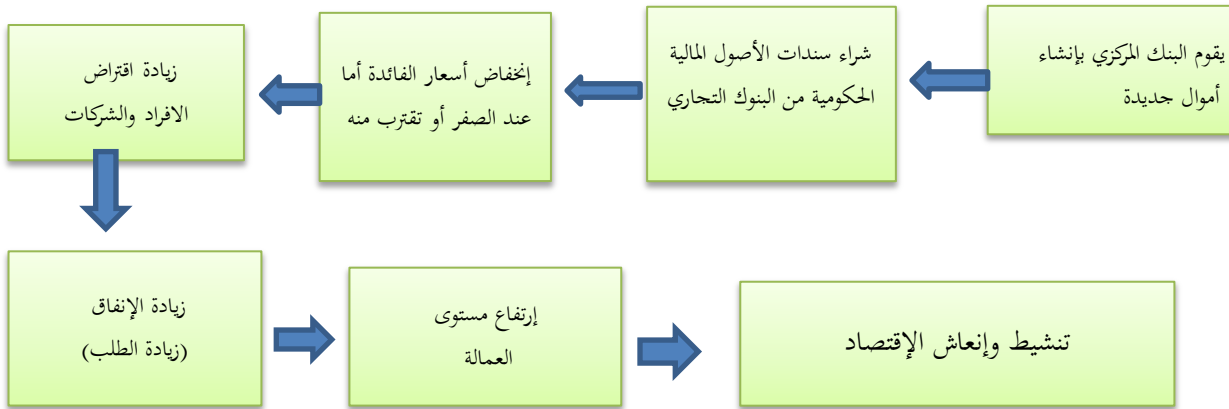 يقوم البنك المركزي بإنشاء
أموال جديدة
شراء سندات الأصول المالية
الحكومية من البنوك التجاري
إنخفاض أسعار الفائدة أما
عند الصفر أو تقترب منه
زيادة اقتراض
الافراد والشركات
زيادة الإنفاق
(زيادة الطلب)
إرتفاع مستوى
العمالة
تنشيط وإنعاش الإقتصاد